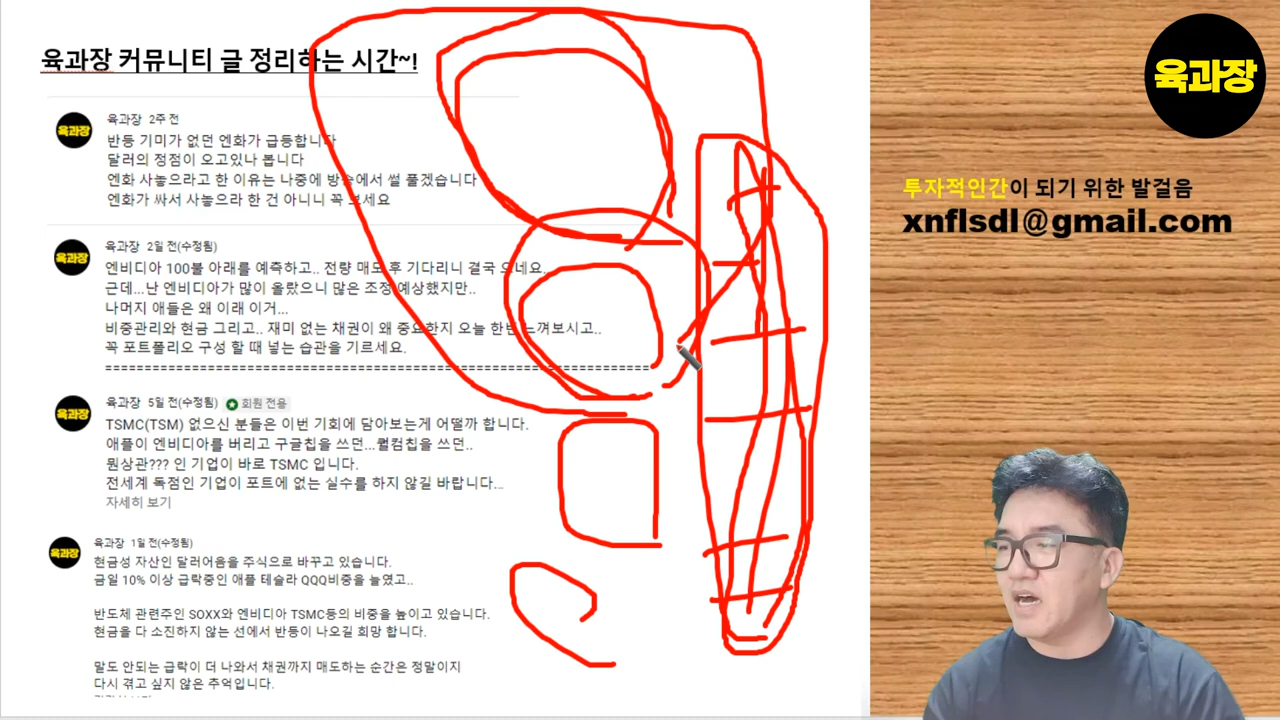 육과장 커뮤니티 글 정리하는 시간~!
육과장
육과장 2주 전
반등 기미가 없던 엔화가 급등합니다
달러의 정점이 오고있나 봅니다
엔화 사놓으라고 한 이유는 나중에 방송에서 썰 풀겠습니다
엔화가 싸서 사놓으라 한 건 아니니 꼭 보세요
육과장
육과장 2일 전(수정됨)
엔비디아 100불 아래를 예측하고.. 전량 매도 후 기다리니 결국 오네요.
근데...난 엔비디아가 많이 올랐으니 많은 조정 예상했지만..
나머지 애들은 왜 이래 이거...
비중관리와 현금 그리고.. 재미 없는 채권이 왜 중요한지 오늘 한번 느껴보시고..
꼭 포트폴리오 구성 할 때 넣는 습관을 기르세요.
======================================================================
육과장
육과장 5일 전(수정됨) 회원 전용
TSMC(TSM) 없으신 분들은 이번 기회에 담아보는게 어떨까 합니다.
애플이 엔비디아를 버리고 구글칩을 쓰던...퀄컴칩을 쓰던..
뭔상관??? 인 기업이 바로 TSMC 입니다.
전세계 독점인 기업이 포트에 없는 실수를 하지 않길 바랍니다...
자세히 보기
육과장
육과장 1일 전(수정됨)
현금성 자산인 달러어음을 주식으로 바꾸고 있습니다.
금일 10% 이상 급락중인 애플 테슬라 QQQ비중을 늘였고..
반도체 관련주인 SOXX와 엔비디아 TSMC등의 비중을 높이고 있습니다.
현금을 다 소진하지 않는 선에서 반등이 나오길 희망 합니다.
말도 안되는 급락이 더 나와서 채권까지 매도하는 순간은 정말이지
다시 겪고 싶지 않은 추억입니다.
육과장
투자적인간이 되기 위한 발걸음
xnflsdl@gmail.com